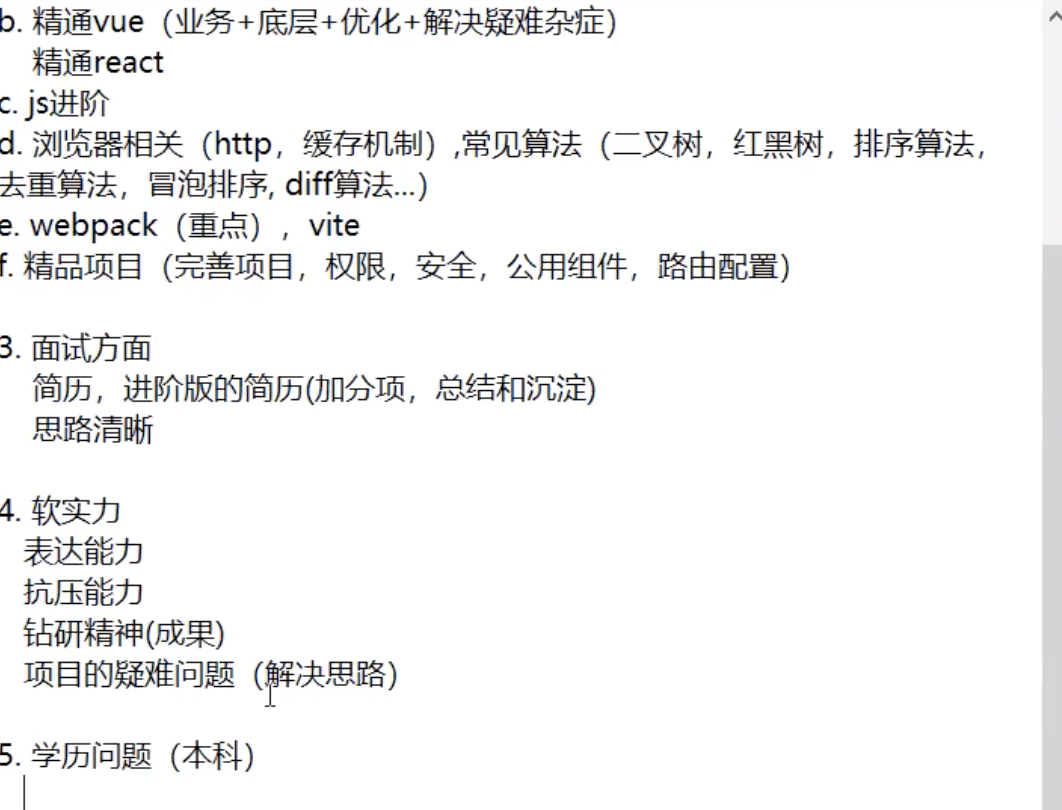 b. 精通vue（业务+底层+优化+解决疑难杂症）
精通react
c. js进阶
d. 浏览器相关（http，缓存机制）,常见算法（二叉树，红黑树，排序算法，
去重算法，冒泡排序, diff算法...）
e. webpack（重点），vite
f. 精品项目（完善项目，权限，安全，公用组件，路由配置）
3. 面试方面
简历，进阶版的简历(加分项，总结和沉淀)
思路清晰
4. 软实力
表达能力
抗压能力
钻研精神(成果)
项目的疑难问题（解决思路）
5. 学历问题（本科）